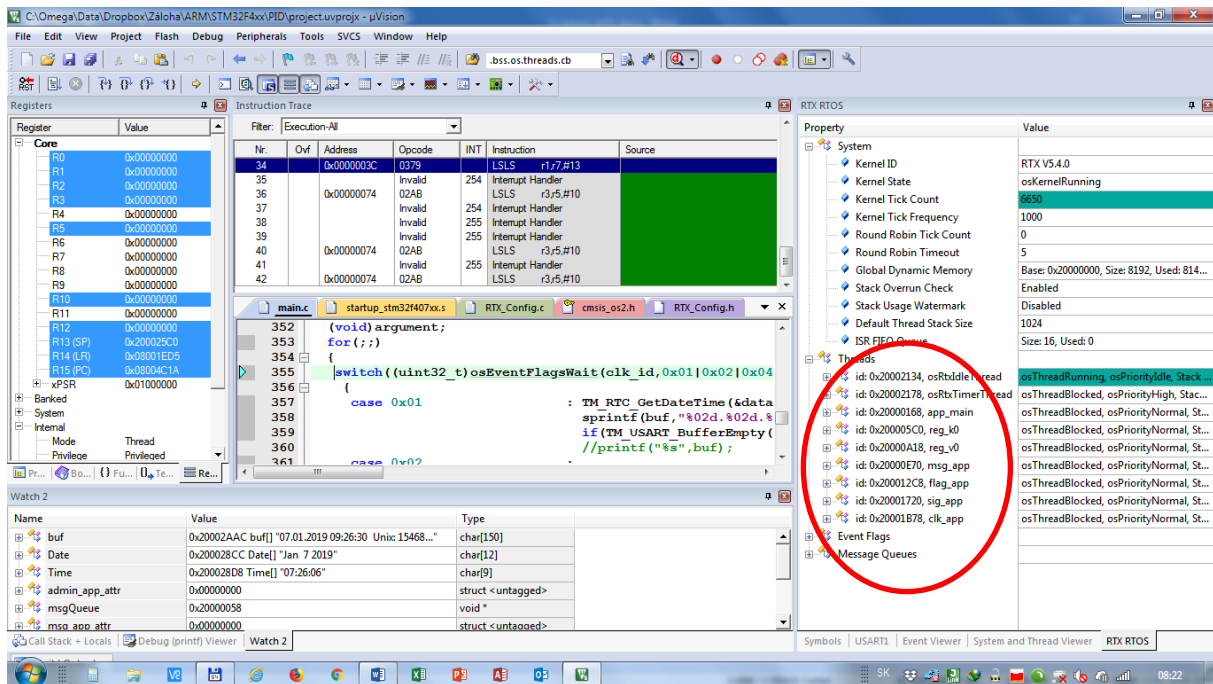 C:\Omega\Data\Dropbox\Záloha\ARM\STM32F4xx\PID\project.uvprojx - µVision
File Edit View Project Flash Debug Peripherals Tools SVCS Window Help
.bss.os.threads.cb
RST
Registers
Instruction Trace
RTX RTOS
Register Value
Core
R0 0x00000000
R1 0x00000000
R2 0x00000000
R3 0x00000000
R4 0x00000000
R5 0x00000000
R6 0x00000000
R7 0x00000000
R8 0x00000000
R9 0x00000000
R10 0x00000000
R11 0x00000000
R12 0x00000000
R13 (SP) 0x200025C0
R14 (LR) 0x08001ED5
R15 (PC) 0x08004C1A
xPSR 0x01000000
Banked
System
Internal
Mode Thread
Privilege Privileged
Pr... Bo... {} Fu... Te... Re...
Filter: Execution-All
Nr. Ovf Address Opcode INT Instruction Source
34 0x0000003C 0379 LSLS r1,r7,#13
35 Invalid 254 Interrupt Handler
36 0x00000074 02AB LSLS r3,r5,#10
37 Invalid 254 Interrupt Handler
38 Invalid 255 Interrupt Handler
39 Invalid 255 Interrupt Handler
40 0x00000074 02AB LSLS r3,r5,#10
41 Invalid 255 Interrupt Handler
42 0x00000074 02AB LSLS r3,r5,#10
main.c startup_stm32f407xx.s RTX_Config.c cmsis_os2.h RTX_Config.h
352 (void)argument;
353 for(;;)
354 {
355 switch((uint32_t)osEventFlagsWait(clk_id,0x01|0x02|0x04
356 {
357 case 0x01 : TM_RTC_GetDateTime(&data
358 sprintf(buf,"%02d.%02d.%
359 if(TM_USART_BufferEmpty(
360 //printf("%s",buf);
361 case 0x02 :
Property Value
System
Kernel ID RTX V5.4.0
Kernel State osKernelRunning
Kernel Tick Count 6650
Kernel Tick Frequency 1000
Round Robin Tick Count 0
Round Robin Timeout 5
Global Dynamic Memory Base: 0x20000000, Size: 8192, Used: 814...
Stack Overrun Check Enabled
Stack Usage Watermark Disabled
Default Thread Stack Size 1024
ISR FIFO Queue Size: 16, Used: 0
Threads
id: 0x20002134, osRtxIdleThread osThreadRunning, osPriorityIdle, Stack ...
id: 0x20002178, osRtxTimerThread osThreadBlocked, osPriorityHigh, Stac...
id: 0x20000168, app_main osThreadBlocked, osPriorityNormal, St...
id: 0x200005C0, reg_k0 osThreadBlocked, osPriorityNormal, St...
id: 0x20000A18, reg_v0 osThreadBlocked, osPriorityNormal, St...
id: 0x20000E70, msg_app osThreadBlocked, osPriorityNormal, St...
id: 0x200012C8, flag_app osThreadBlocked, osPriorityNormal, St...
id: 0x20001720, sig_app osThreadBlocked, osPriorityNormal, St...
id: 0x20001B78, clk_app osThreadBlocked, osPriorityNormal, St...
Event Flags
Message Queues
Watch 2
Name Value Type
buf 0x20002AAC buf[] "07.01.2019 09:26:30 Unix: 15468..." char[150]
Date 0x200028CC Date[] "Jan 7 2019" char[12]
Time 0x200028D8 Time[] "07:26:06" char[9]
admin_app_attr 0x00000000 struct <untagged>
msgQueue 0x20000058 void *
msg_app_attr 0x00000000 struct <untagged>
Call Stack + Locals Debug (printf) Viewer Watch 2
Symbols USART1 Event Viewer System and Thread Viewer RTX RTOS
SK 08:22